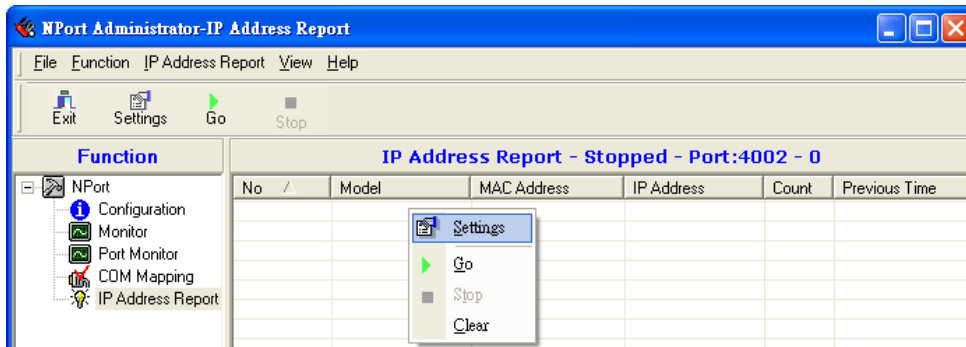 NPort Administrator-IP Address Report
File Function IP Address Report View Help
Exit Settings Go Stop
Function
IP Address Report - Stopped - Port:4002 - 0
No Model MAC Address IP Address Count Previous Time
NPort
Configuration
Monitor
Port Monitor
COM Mapping
IP Address Report
Settings
Go
Stop
Clear